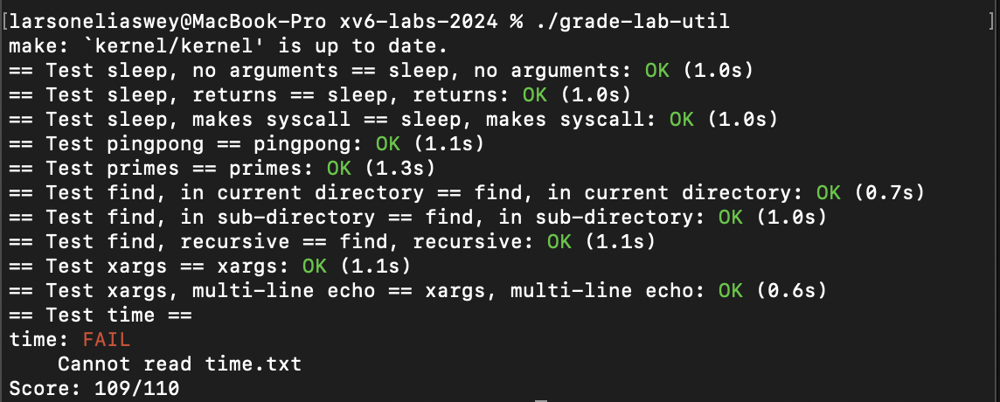 [larsoneliaswey@MacBook-Pro xv6-labs-2024 % ./grade-lab-util ]
make: `kernel/kernel' is up to date.
== Test sleep, no arguments == sleep, no arguments: OK (1.0s)
== Test sleep, returns == sleep, returns: OK (1.0s)
== Test sleep, makes syscall == sleep, makes syscall: OK (1.0s)
== Test pingpong == pingpong: OK (1.1s)
== Test primes == primes: OK (1.3s)
== Test find, in current directory == find, in current directory: OK (0.7s)
== Test find, in sub-directory == find, in sub-directory: OK (1.0s)
== Test find, recursive == find, recursive: OK (1.1s)
== Test xargs == xargs: OK (1.1s)
== Test xargs, multi-line echo == xargs, multi-line echo: OK (0.6s)
== Test time ==
time: FAIL
    Cannot read time.txt
Score: 109/110